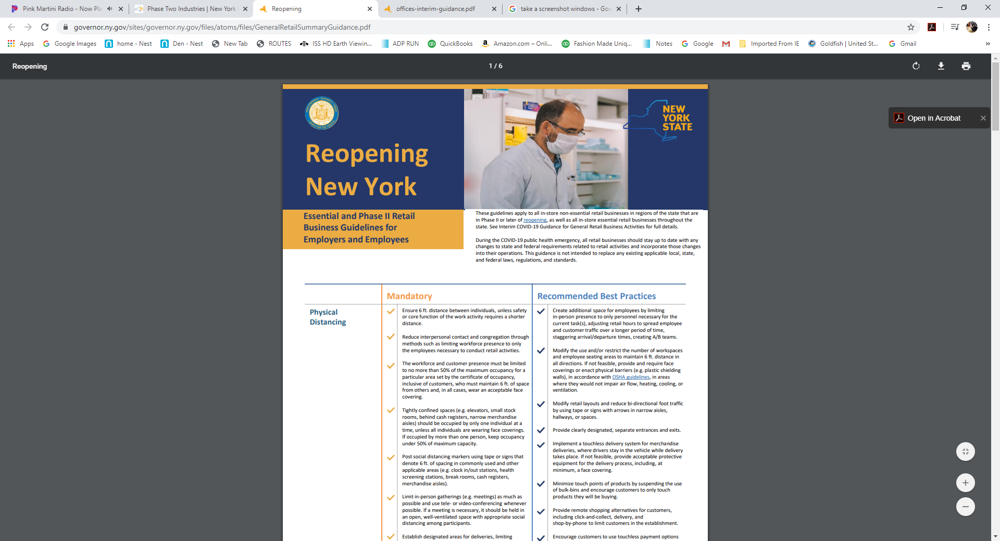 Pink Martini Radio - Now Pla
Phase Two Industries | New York
Reopening
offices-interim-guidance.pdf
take a screenshot windows - Goo
governor.ny.gov/sites/governor.ny.gov/files/atoms/files/GeneralRetailSummaryGuidance.pdf
Apps
Google Images
home - Nest
Den - Nest
New Tab
ROUTES
ISS HD Earth Viewin...
ADP RUN
QuickBooks
Amazon.com – Onli...
Fashion Made Uniq...
Notes
Google
Imported From IE
Goldfish | United St...
Gmail
»
Reopening
1 / 6
Open in Acrobat
NEW
YORK
STATE
Reopening
New York
Essential and Phase II Retail
Business Guidelines for
Employers and Employees
These guidelines apply to all in-store non-essential retail businesses in regions of the state that are
in Phase II or later of reopening, as well as all in-store essential retail businesses throughout the
state. See Interim COVID-19 Guidance for General Retail Business Activities for full details.
During the COVID-19 public health emergency, all retail businesses should stay up to date with any
changes to state and federal requirements related to retail activities and incorporate those changes
into their operations. This guidance is not intended to replace any existing applicable local, state,
and federal laws, regulations, and standards.
Mandatory
Recommended Best Practices
Physical
Distancing
Ensure 6 ft. distance between individuals, unless safety
or core function of the work activity requires a shorter
distance.
Reduce interpersonal contact and congregation through
methods such as limiting workforce presence to only
the employees necessary to conduct retail activities.
The workforce and customer presence must be limited
to no more than 50% of the maximum occupancy for a
particular area set by the certificate of occupancy,
inclusive of customers, who must maintain 6 ft. of space
from others and, in all cases, wear an acceptable face
covering.
Tightly confined spaces (e.g. elevators, small stock
rooms, behind cash registers, narrow merchandise
aisles) should be occupied by only one individual at a
time, unless all individuals are wearing face coverings.
If occupied by more than one person, keep occupancy
under 50% of maximum capacity.
Post social distancing markers using tape or signs that
denote 6 ft. of spacing in commonly used and other
applicable areas (e.g. clock in/out stations, health
screening stations, break rooms, cash registers,
merchandise aisles).
Limit in-person gatherings (e.g. meetings) as much as
possible and use tele- or video-conferencing whenever
possible. If a meeting is necessary, it should be held in
an open, well-ventilated space with appropriate social
distancing among participants.
Establish designated areas for deliveries, limiting
Create additional space for employees by limiting
in-person presence to only personnel necessary for the
current task(s), adjusting retail hours to spread employee
and customer traffic over a longer period of time,
staggering arrival/departure times, creating A/B teams.
Modify the use and/or restrict the number of workspaces
and employee seating areas to maintain 6 ft. distance in
all directions. If not feasible, provide and require face
coverings or enact physical barriers (e.g. plastic shielding
walls), in accordance with OSHA guidelines, in areas
where they would not impair air flow, heating, cooling, or
ventilation.
Modify retail layouts and reduce bi-directional foot traffic
by using tape or signs with arrows in narrow aisles,
hallways, or spaces.
Provide clearly designated, separate entrances and exits.
Implement a touchless delivery system for merchandise
deliveries, where drivers stay in the vehicle while delivery
takes place. If not feasible, provide acceptable protective
equipment for the delivery process, including, at
minimum, a face covering.
Minimize touch points of products by suspending the use
of bulk-bins and encourage customers to only touch
products they will be buying.
Provide remote shopping alternatives for customers,
including click-and-collect, delivery, and
shop-by-phone to limit customers in the establishment.
Encourage customers to use touchless payment options